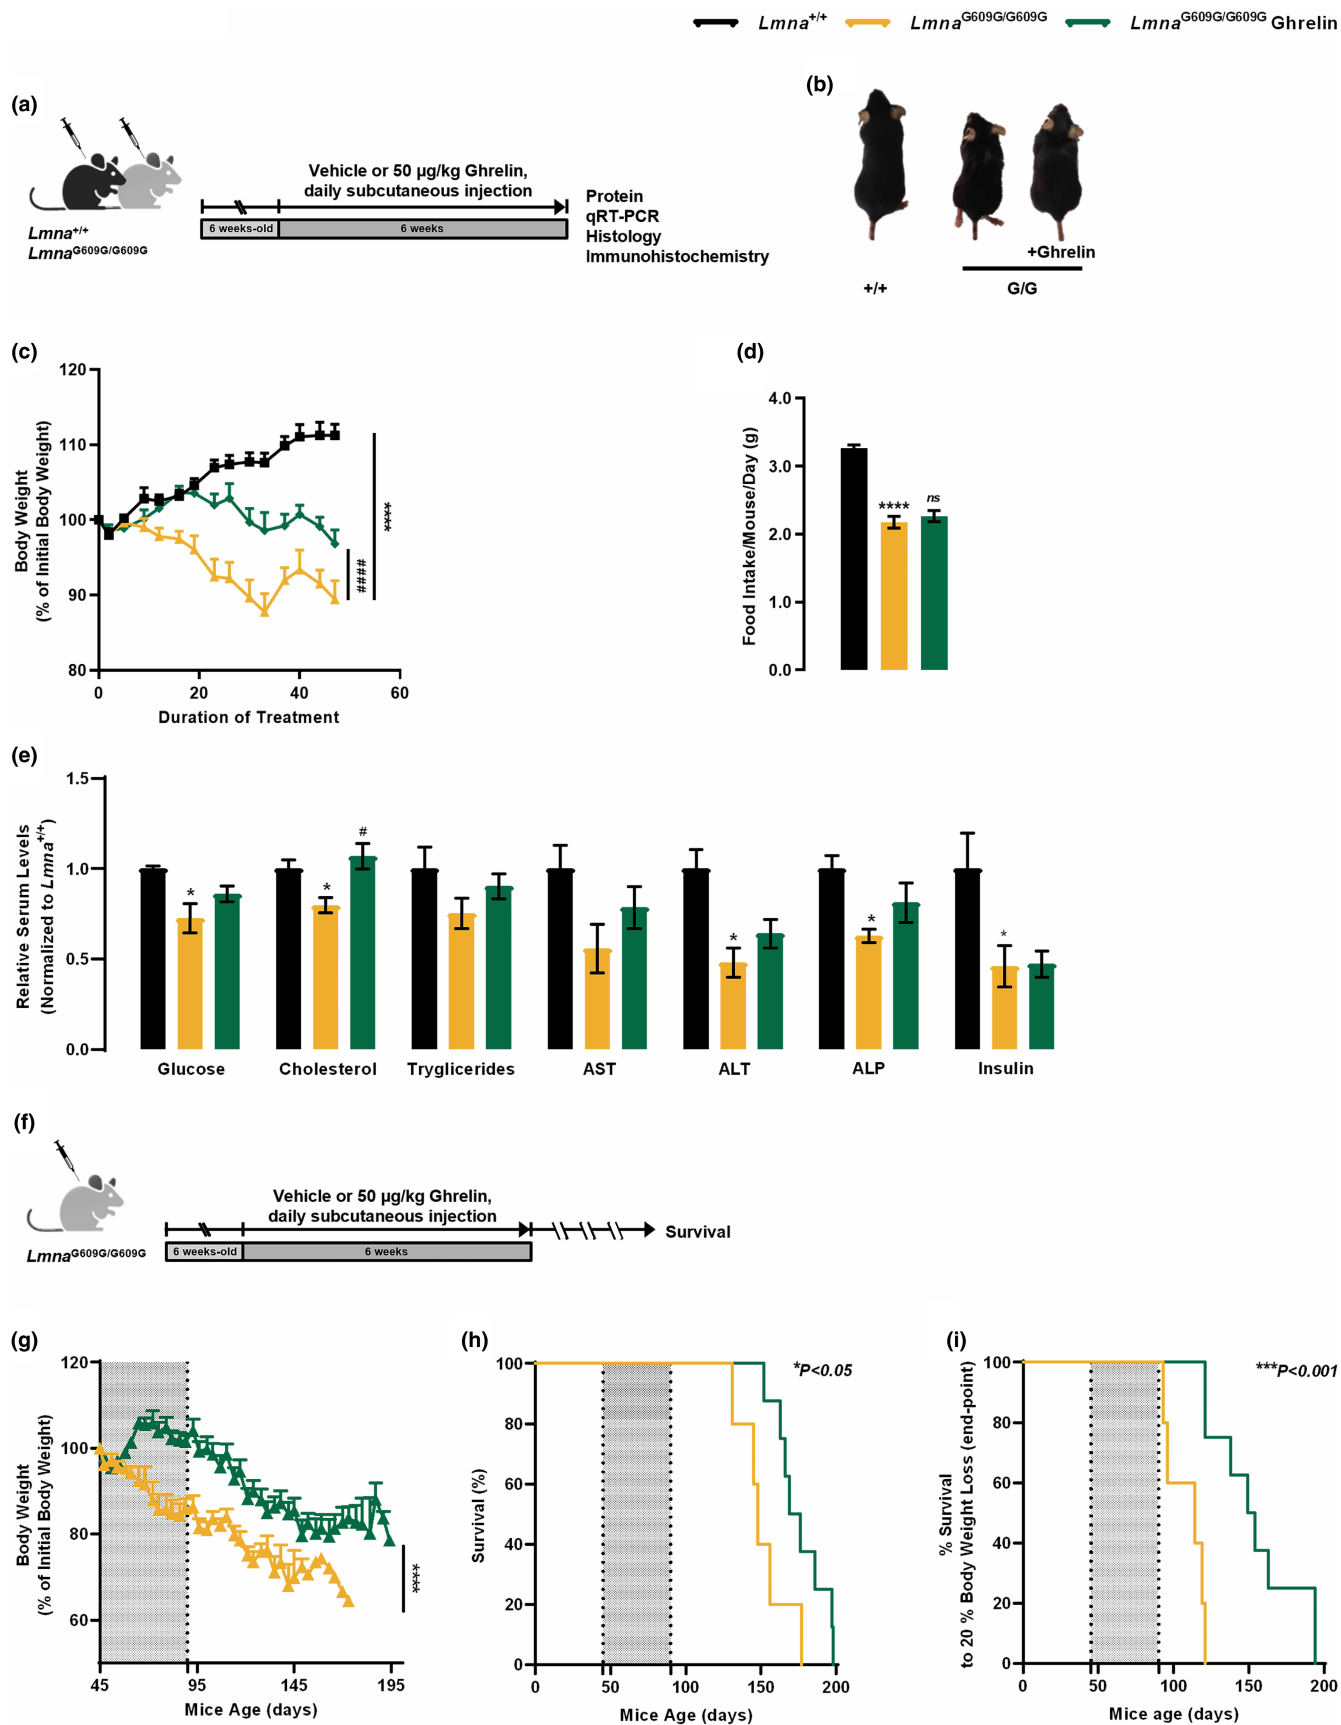 Lmna+/+ LmnaG609G/G609G LmnaG609G/G609G Ghrelin
(a)
Vehicle or 50 µg/kg Ghrelin,
daily subcutaneous injection
6 weeks-old 6 weeks
Lmna+/+
LmnaG609G/G609G
Protein
qRT-PCR
Histology
Immunohistochemistry
(b)
+Ghrelin
+/+ G/G
(c)
Body Weight
(% of Initial Body Weight)
120
110
100
90
80
0 20 40 60
Duration of Treatment
####
****
(d)
Food Intake/Mouse/Day (g)
4.0
3.0
2.0
1.0
0.0
**** ns
(e)
Relative Serum Levels
(Normalized to Lmna+/+)
1.5
1.0
0.5
0.0
* * # * * *
Glucose Cholesterol Tryglicerides AST ALT ALP Insulin
(f)
Vehicle or 50 µg/kg Ghrelin,
daily subcutaneous injection
6 weeks-old 6 weeks
Survival
LmnaG609G/G609G
(g)
Body Weight
(% of Initial Body Weight)
120
100
80
60
45 95 145 195
Mice Age (days)
****
(h)
Survival (%)
100
80
60
40
20
0
0 50 100 150 200
Mice Age (days)
*P<0.05
(i)
% Survival
to 20 % Body Weight Loss (end-point)
100
80
60
40
20
0
0 50 100 150 200
Mice age (days)
***P<0.001